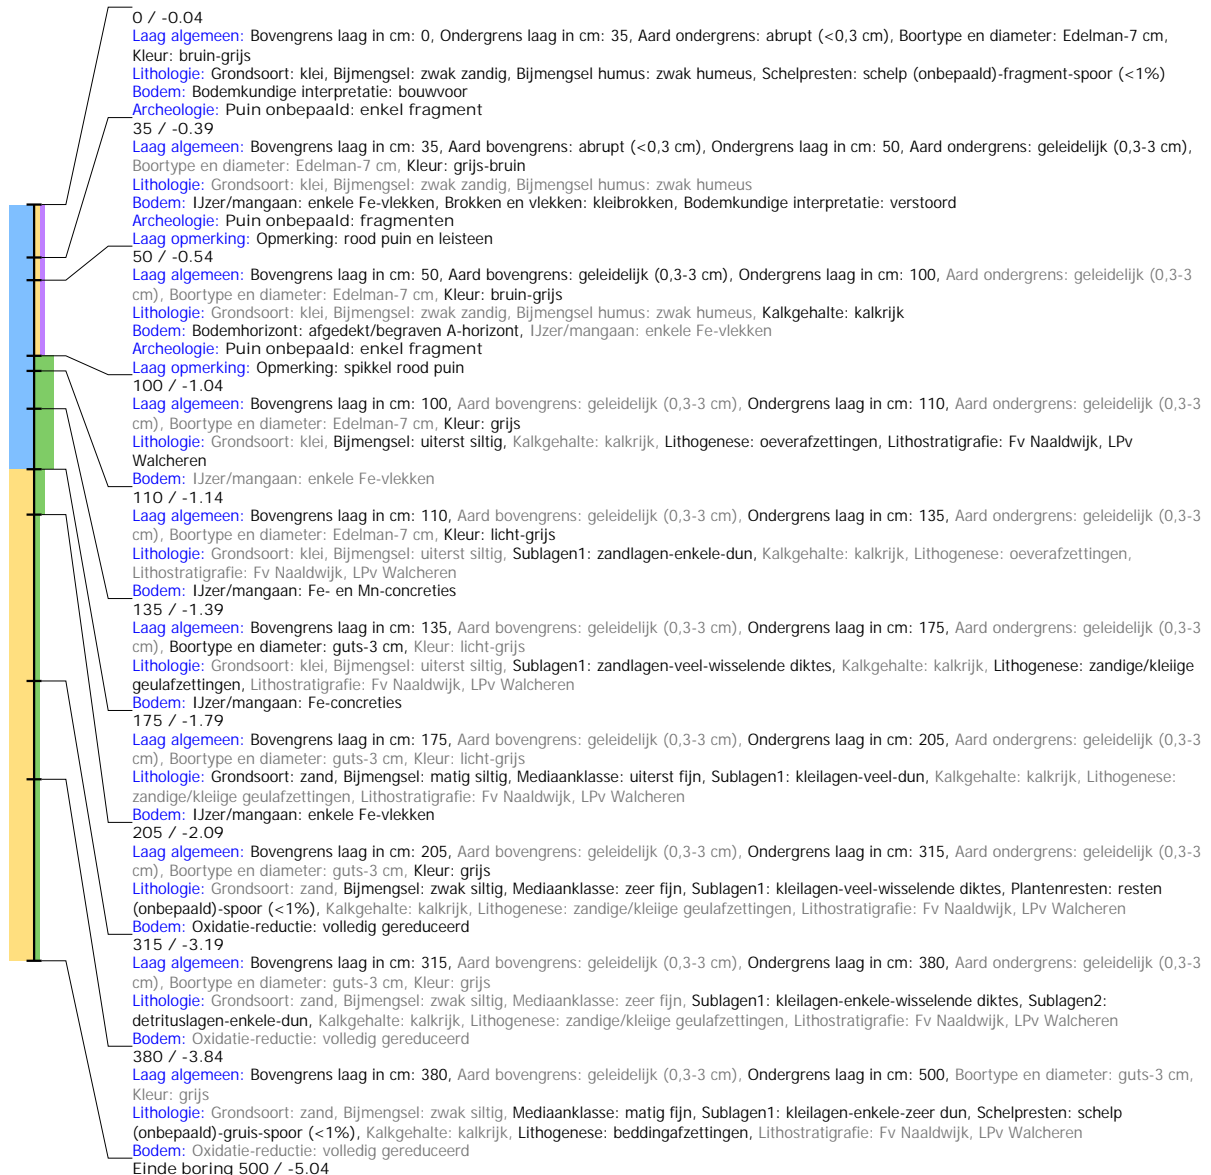 0 / -0.04
Laag algemeen: Bovengrens laag in cm: 0, Ondergrens laag in cm: 35, Aard ondergrens: abrupt (<0,3 cm), Boortype en diameter: Edelman-7 cm,
Kleur: bruin-grijs
Lithologie: Grondsoort: klei, Bijmengsel: zwak zandig, Bijmengsel humus: zwak humeus, Schelpresten: schelp (onbepaald)-fragment-spoor (<1%)
Bodem: Bodemkundige interpretatie: bouwvoor
Archeologie: Puin onbepaald: enkel fragment
35 / -0.39
Laag algemeen: Bovengrens laag in cm: 35, Aard bovengrens: abrupt (<0,3 cm), Ondergrens laag in cm: 50, Aard ondergrens: geleidelijk (0,3-3 cm),
Boortype en diameter: Edelman-7 cm, Kleur: grijs-bruin
Lithologie: Grondsoort: klei, Bijmengsel: zwak zandig, Bijmengsel humus: zwak humeus
Bodem: IJzer/mangaan: enkele Fe-vlekken, Brokken en vlekken: kleibrokken, Bodemkundige interpretatie: verstoord
Archeologie: Puin onbepaald: fragmenten
Laag opmerking: Opmerking: rood puin en leisteen
50 / -0.54
Laag algemeen: Bovengrens laag in cm: 50, Aard bovengrens: geleidelijk (0,3-3 cm), Ondergrens laag in cm: 100, Aard ondergrens: geleidelijk (0,3-3
cm), Boortype en diameter: Edelman-7 cm, Kleur: bruin-grijs
Lithologie: Grondsoort: klei, Bijmengsel: zwak zandig, Bijmengsel humus: zwak humeus, Kalkgehalte: kalkrijk
Bodem: Bodemhorizont: afgedekt/begraven A-horizont, IJzer/mangaan: enkele Fe-vlekken
Archeologie: Puin onbepaald: enkel fragment
Laag opmerking: Opmerking: spikkel rood puin
100 / -1.04
Laag algemeen: Bovengrens laag in cm: 100, Aard bovengrens: geleidelijk (0,3-3 cm), Ondergrens laag in cm: 110, Aard ondergrens: geleidelijk (0,3-3
cm), Boortype en diameter: Edelman-7 cm, Kleur: grijs
Lithologie: Grondsoort: klei, Bijmengsel: uiterst siltig, Kalkgehalte: kalkrijk, Lithogenese: oeverafzettingen, Lithostratigrafie: Fv Naaldwijk, LPv
Walcheren
Bodem: IJzer/mangaan: enkele Fe-vlekken
110 / -1.14
Laag algemeen: Bovengrens laag in cm: 110, Aard bovengrens: geleidelijk (0,3-3 cm), Ondergrens laag in cm: 135, Aard ondergrens: geleidelijk (0,3-3
cm), Boortype en diameter: Edelman-7 cm, Kleur: licht-grijs
Lithologie: Grondsoort: klei, Bijmengsel: uiterst siltig, Sublagen1: zandlagen-enkele-dun, Kalkgehalte: kalkrijk, Lithogenese: oeverafzettingen,
Lithostratigrafie: Fv Naaldwijk, LPv Walcheren
Bodem: IJzer/mangaan: Fe- en Mn-concreties
135 / -1.39
Laag algemeen: Bovengrens laag in cm: 135, Aard bovengrens: geleidelijk (0,3-3 cm), Ondergrens laag in cm: 175, Aard ondergrens: geleidelijk (0,3-3
cm), Boortype en diameter: guts-3 cm, Kleur: licht-grijs
Lithologie: Grondsoort: klei, Bijmengsel: uiterst siltig, Sublagen1: zandlagen-veel-wisselende diktes, Kalkgehalte: kalkrijk, Lithogenese: zandige/kleiige
geulafzettingen, Lithostratigrafie: Fv Naaldwijk, LPv Walcheren
Bodem: IJzer/mangaan: Fe-concreties
175 / -1.79
Laag algemeen: Bovengrens laag in cm: 175, Aard bovengrens: geleidelijk (0,3-3 cm), Ondergrens laag in cm: 205, Aard ondergrens: geleidelijk (0,3-3
cm), Boortype en diameter: guts-3 cm, Kleur: licht-grijs
Lithologie: Grondsoort: zand, Bijmengsel: matig siltig, Mediaanklasse: uiterst fijn, Sublagen1: kleilagen-veel-dun, Kalkgehalte: kalkrijk, Lithogenese:
zandige/kleiige geulafzettingen, Lithostratigrafie: Fv Naaldwijk, LPv Walcheren
Bodem: IJzer/mangaan: enkele Fe-vlekken
205 / -2.09
Laag algemeen: Bovengrens laag in cm: 205, Aard bovengrens: geleidelijk (0,3-3 cm), Ondergrens laag in cm: 315, Aard ondergrens: geleidelijk (0,3-3
cm), Boortype en diameter: guts-3 cm, Kleur: grijs
Lithologie: Grondsoort: zand, Bijmengsel: zwak siltig, Mediaanklasse: zeer fijn, Sublagen1: kleilagen-veel-wisselende diktes, Plantenresten: resten
(onbepaald)-spoor (<1%), Kalkgehalte: kalkrijk, Lithogenese: zandige/kleiige geulafzettingen, Lithostratigrafie: Fv Naaldwijk, LPv Walcheren
Bodem: Oxidatie-reductie: volledig gereduceerd
315 / -3.19
Laag algemeen: Bovengrens laag in cm: 315, Aard bovengrens: geleidelijk (0,3-3 cm), Ondergrens laag in cm: 380, Aard ondergrens: geleidelijk (0,3-3
cm), Boortype en diameter: guts-3 cm, Kleur: grijs
Lithologie: Grondsoort: zand, Bijmengsel: zwak siltig, Mediaanklasse: zeer fijn, Sublagen1: kleilagen-enkele-wisselende diktes, Sublagen2:
detrituslagen-enkele-dun, Kalkgehalte: kalkrijk, Lithogenese: zandige/kleiige geulafzettingen, Lithostratigrafie: Fv Naaldwijk, LPv Walcheren
Bodem: Oxidatie-reductie: volledig gereduceerd
380 / -3.84
Laag algemeen: Bovengrens laag in cm: 380, Aard bovengrens: geleidelijk (0,3-3 cm), Ondergrens laag in cm: 500, Boortype en diameter: guts-3 cm,
Kleur: grijs
Lithologie: Grondsoort: zand, Bijmengsel: zwak siltig, Mediaanklasse: matig fijn, Sublagen1: kleilagen-enkele-zeer dun, Schelpresten: schelp
(onbepaald)-gruis-spoor (<1%), Kalkgehalte: kalkrijk, Lithogenese: beddingafzettingen, Lithostratigrafie: Fv Naaldwijk, LPv Walcheren
Bodem: Oxidatie-reductie: volledig gereduceerd
Einde boring 500 / -5.04